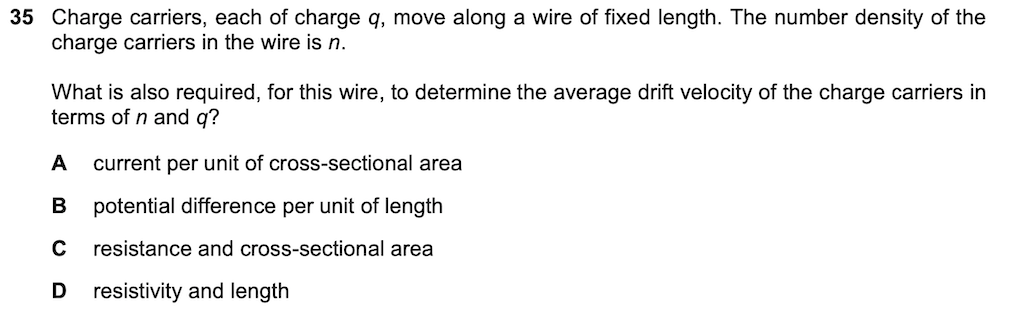 35 Charge carriers, each of charge q, move along a wire of fixed length. The number density of the
charge carriers in the wire is n.
What is also required, for this wire, to determine the average drift velocity of the charge carriers in
terms of n and q?
A current per unit of cross-sectional area
B potential difference per unit of length
C resistance and cross-sectional area
D resistivity and length